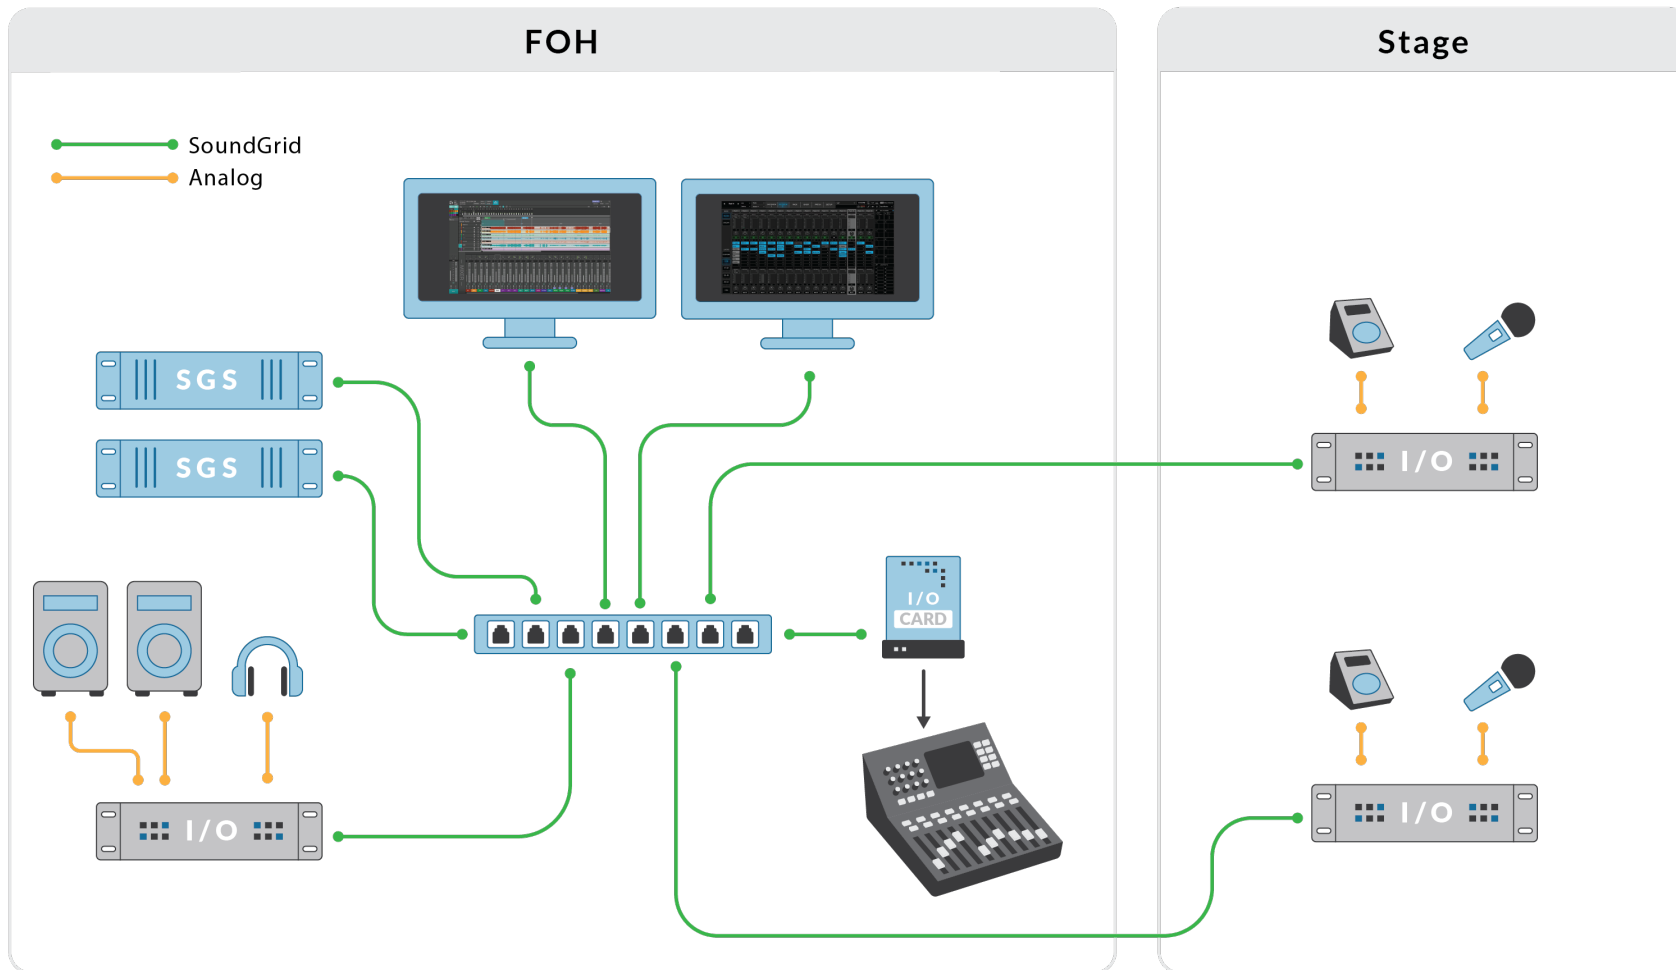 FOH
Stage
SoundGrid
Analog
SGS
SGS
I/O
I/O
CARD
I/O
I/O
I/O